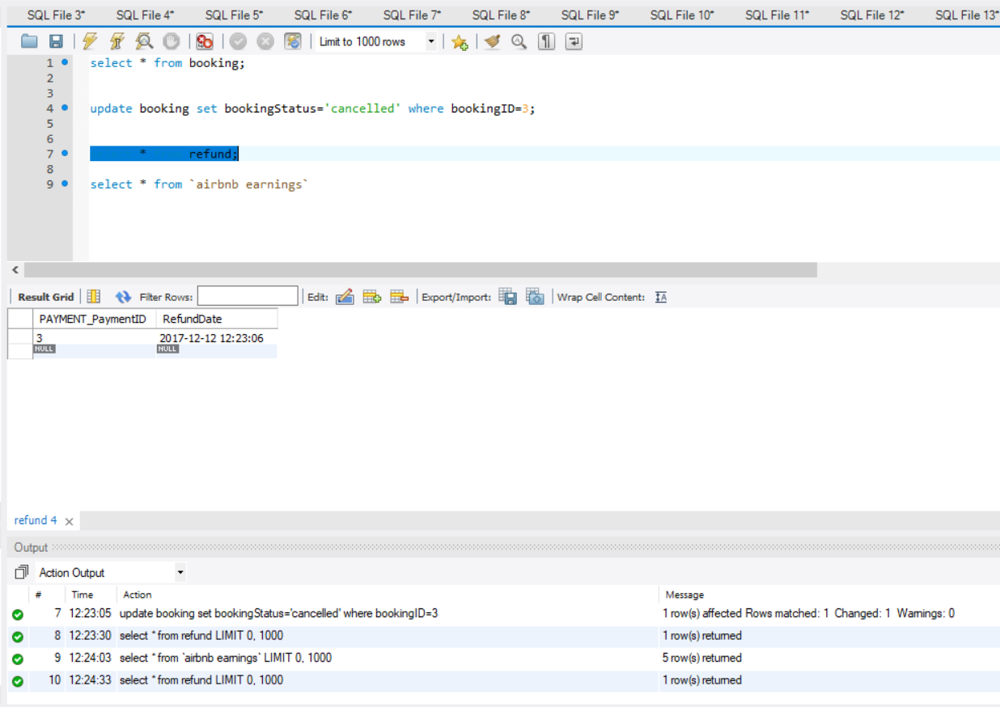 SQL File 3* SQL File 4* SQL File 5* SQL File 6* SQL File 7* SQL File 8* SQL File 9* SQL File 10* SQL File 11* SQL File 12* SQL File 13*
Limit to 1000 rows
1 select * from booking;
2
3
4 update booking set bookingStatus='cancelled' where bookingID=3;
5
6
7 * refund;
8
9 select * from `airbnb earnings`
Result Grid Filter Rows: Edit: Export/Import: Wrap Cell Content:
PAYMENT_PaymentID RefundDate
3 2017-12-12 12:23:06
NULL NULL
refund 4
Output
Action Output
# Time Action Message
7 12:23:05 update booking set bookingStatus='cancelled' where bookingID=3 1 row(s) affected Rows matched: 1 Changed: 1 Warnings: 0
8 12:23:30 select * from refund LIMIT 0, 1000 1 row(s) returned
9 12:24:03 select * from `airbnb earnings` LIMIT 0, 1000 5 row(s) returned
10 12:24:33 select * from refund LIMIT 0, 1000 1 row(s) returned